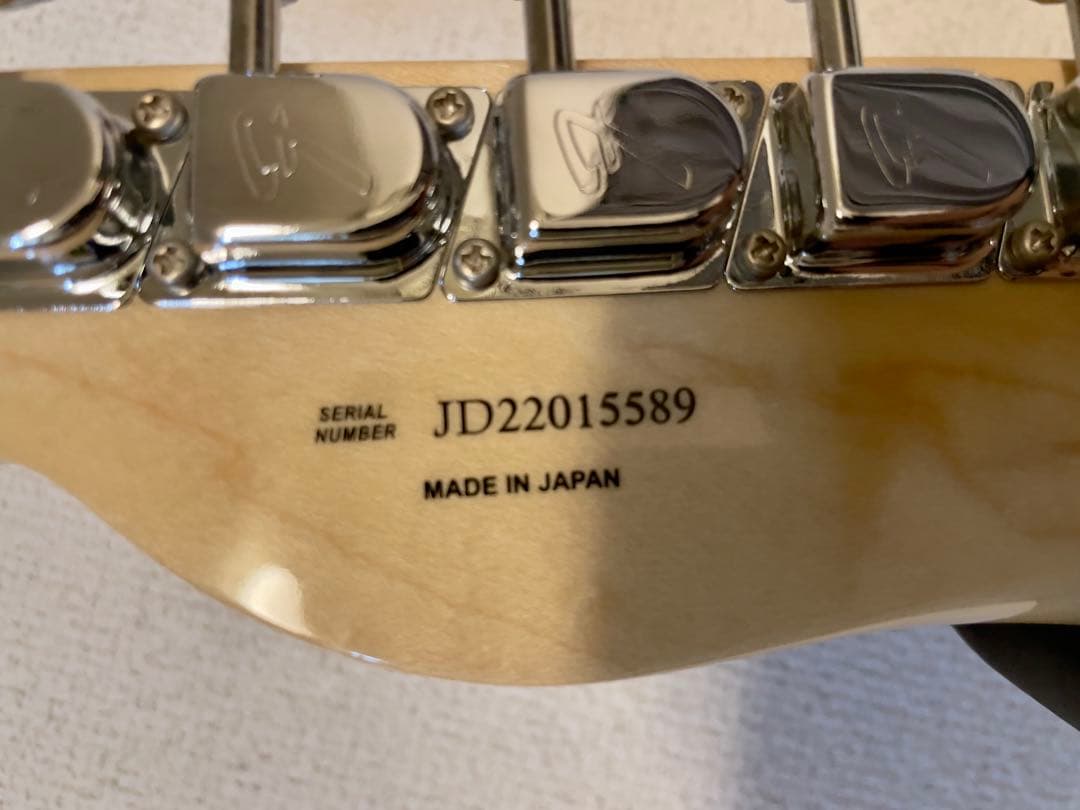 SERIAL
NUMBER
JD22015589
MADE IN JAPAN